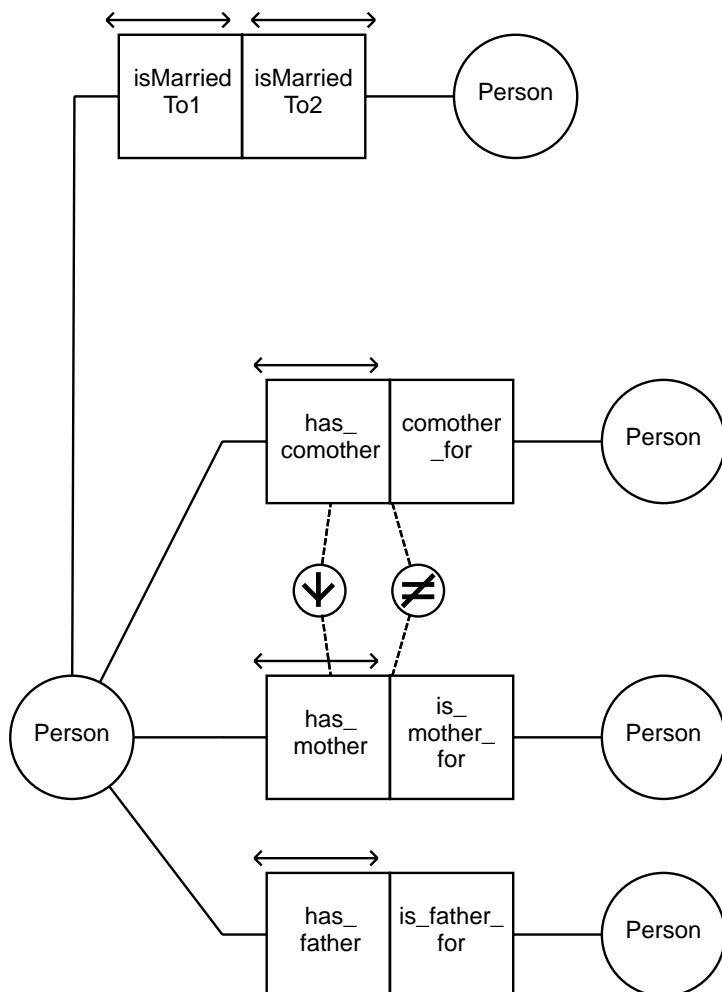 isMarried
To1
isMarried
To2
Person
has_
comother
comother
_for
Person
Person
has_
mother
is_
mother_
for
Person
has_
father
is_father_
for
Person